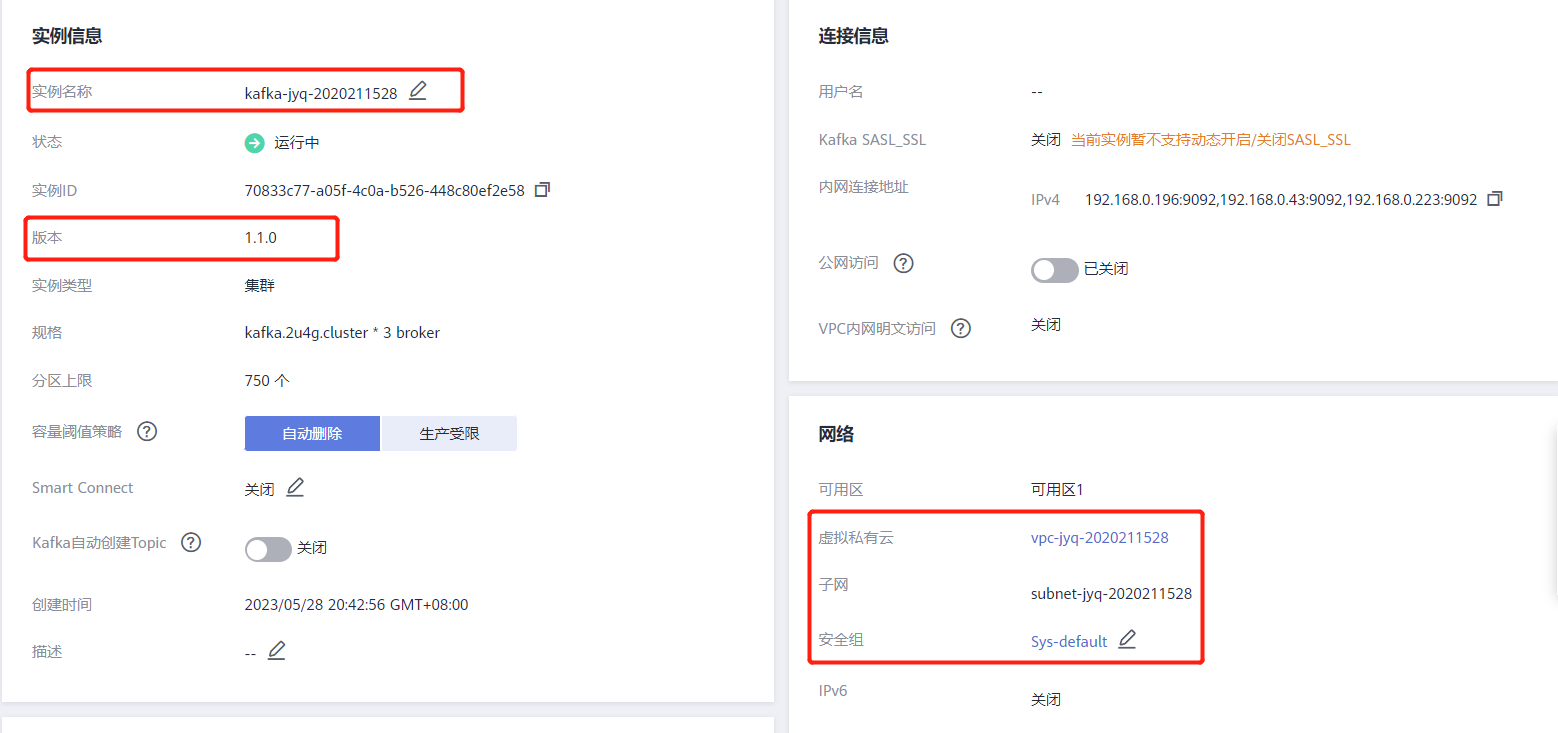 实例信息
实例名称 kafka-jyq-2020211528
状态 运行中
实例ID 70833c77-a05f-4c0a-b526-448c80ef2e58
版本 1.1.0
实例类型 集群
规格 kafka.2u4g.cluster * 3 broker
分区上限 750 个
容量阈值策略 ? 自动删除 生产受限
Smart Connect 关闭
Kafka自动创建Topic ? 关闭
创建时间 2023/05/28 20:42:56 GMT+08:00
描述 --
连接信息
用户名 --
Kafka SASL_SSL 关闭 当前实例暂不支持动态开启/关闭SASL_SSL
内网连接地址 IPv4 192.168.0.196:9092,192.168.0.43:9092,192.168.0.223:9092
公网访问 ? 已关闭
VPC内网明文访问 ? 关闭
网络
可用区 可用区1
虚拟私有云 vpc-jyq-2020211528
子网 subnet-jyq-2020211528
安全组 Sys-default
IPv6 关闭